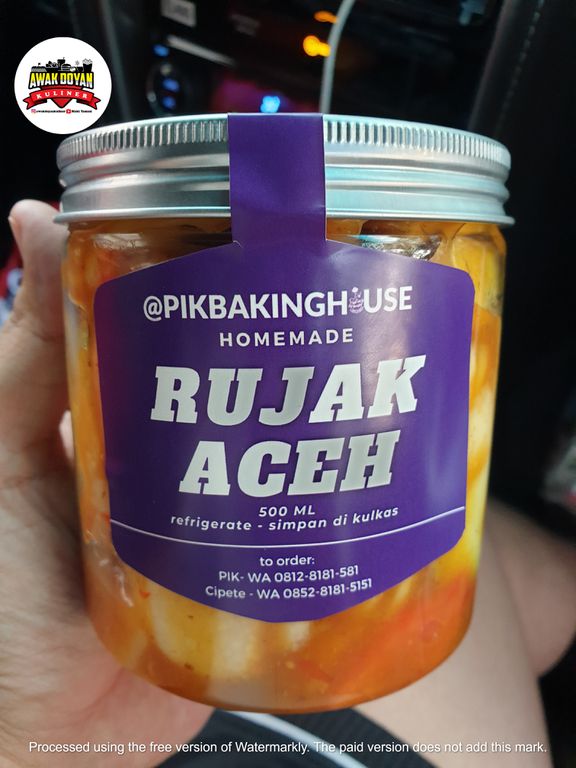 AWAK DOYAN
KULINER
@PIKBAKINGHOUSE
HOMEMADE
RUJAK
ACEH
500 ML
refrigerate - simpan di kulkas
to order:
PIK- WA 0812-8181-581
Cipete - WA 0852-8181-5151
Processed using the free version of Watermarkly. The paid version does not add this mark.